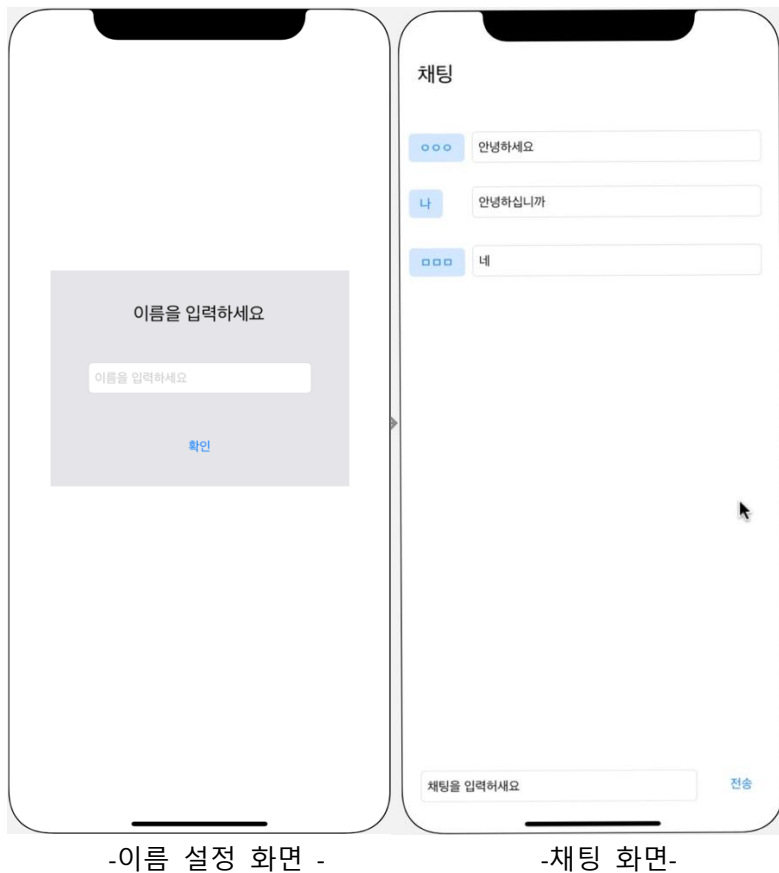 이름을 입력하세요
이름을 입력하세요
확인
채팅
ㅇㅇㅇ 안녕하세요
나 안녕하십니까
ㅁㅁㅁ 네
채팅을 입력허새요 전송
-이름 설정 화면 -
-채팅 화면-